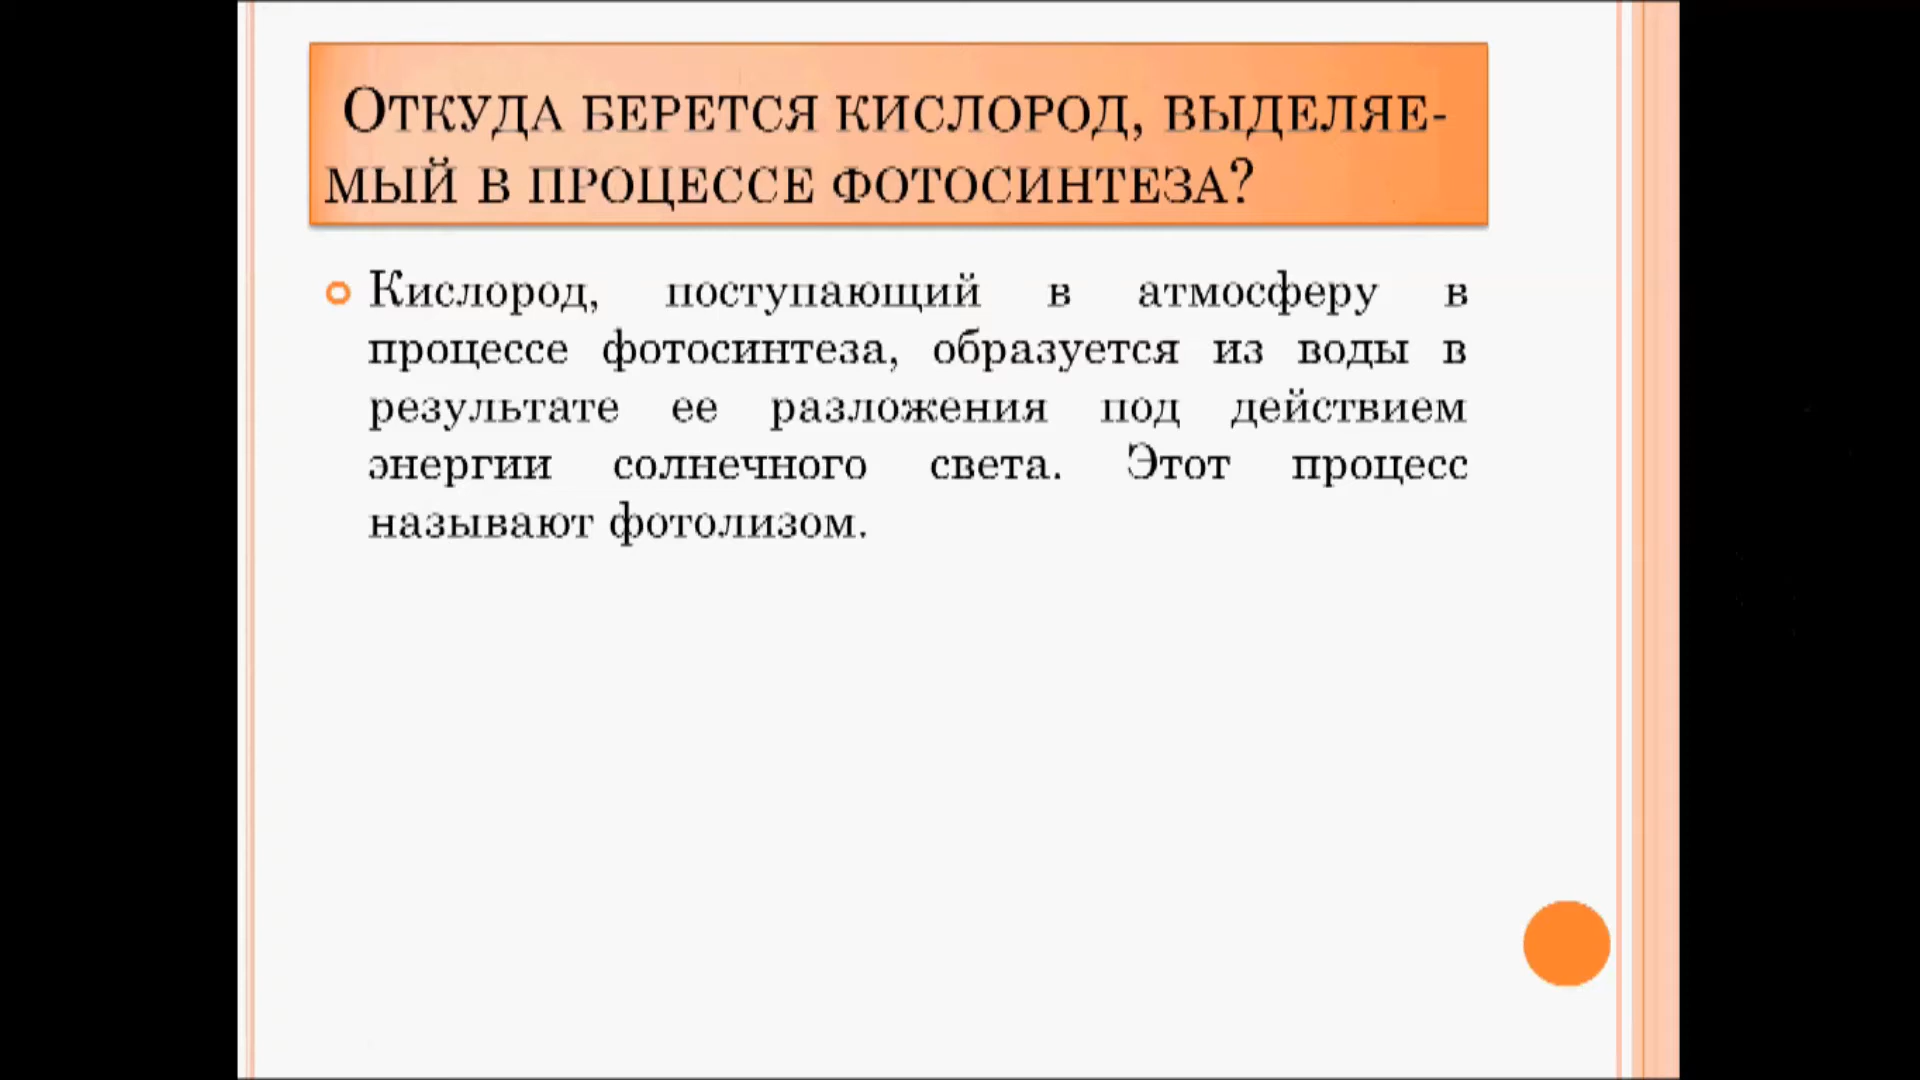 Откуда берется кислород, выделяе-
мый в процессе фотосинтеза?
Кислород, поступающий в атмосферу в
процессе фотосинтеза, образуется из воды в
результате ее разложения под действием
энергии солнечного света. Этот процесс
называют фотолизом.